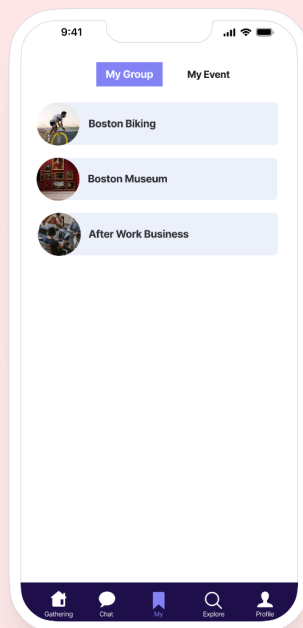 9:41
My Group My Event
Boston Biking
Boston Museum
After Work Business
Gathering Chat My Explore Profile